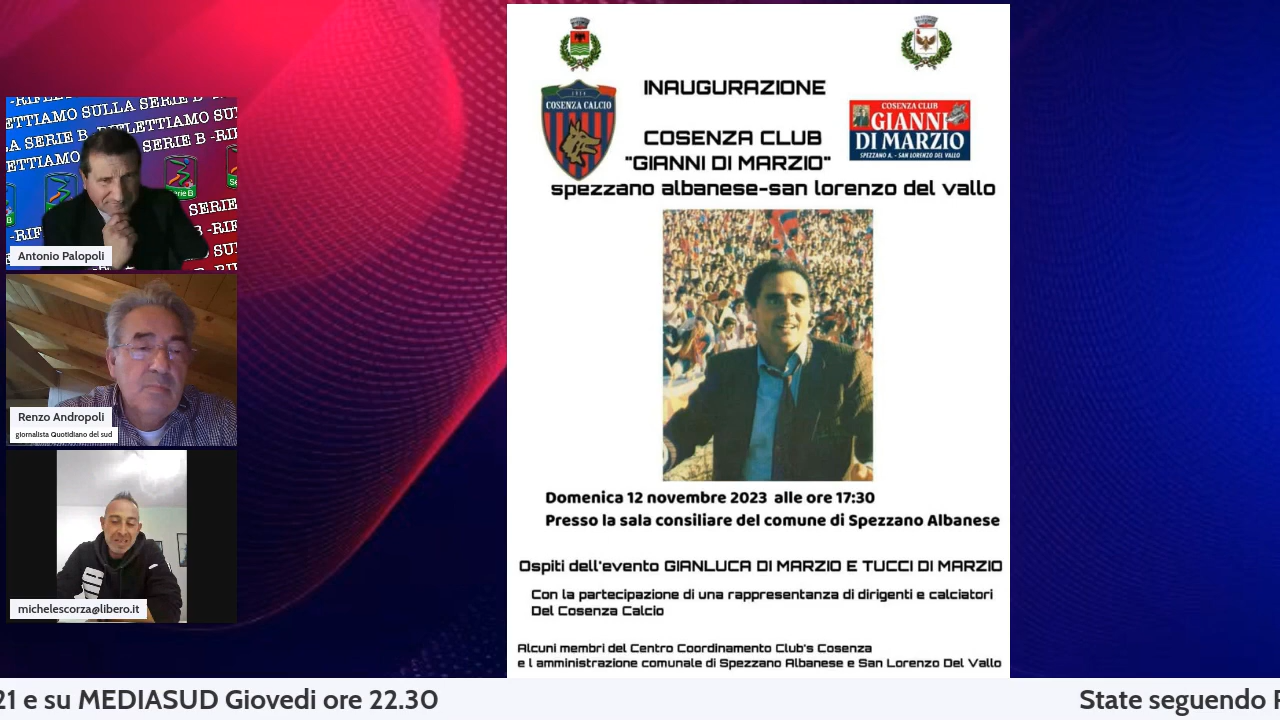 INAUGURAZIONE
COSENZA CALCIO
COSENZA CLUB
"GIANNI DI MARZIO"
spezzano albanese-san lorenzo del vallo
COSENZA CLUB
GIANNI
DI MARZIO
SPEZZANO A. - SAN LORENZO DEL VALLO
Domenica 12 novembre 2023 alle ore 17:30
Presso la sala consiliare del comune di Spezzano Albanese
Ospiti dell'evento GIANLUCA DI MARZIO E TUCCI DI MARZIO
Con la partecipazione di una rappresentanza di dirigenti e calciatori
Del Cosenza Calcio
Alcuni membri del Centro Coordinamento Club's Cosenza
e l amministrazione comunale di Spezzano Albanese e San Lorenzo Del Vallo
ETTIAMO SULLA SERIE B
SERIE B
Antonio Palopoli
Renzo Andropoli
giornalista Quotidiano del sud
michelescorza@libero.it
21 e su MEDIASUD Giovedi ore 22.30
State seguendo